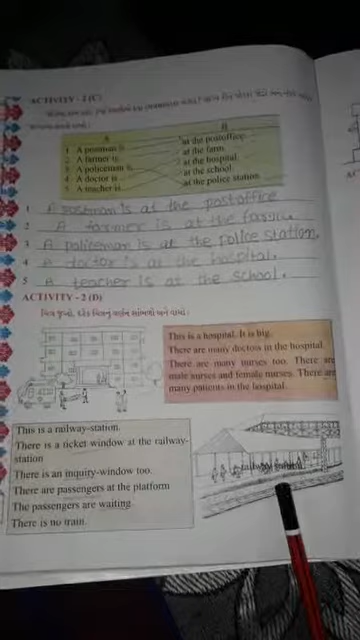 ACTIVITY - 2 (C)
A B
1 A postman is at the postoffice.
2 A farmer is at the farm.
3 A policeman is at the hospital.
4 A doctor is at the school.
5 A teacher is at the police station.
1 A postman is at the postoffice
2 A farmer is at the farm.
3 A policeman is at the police station.
4 A doctor is at the hospital.
5 A teacher is at the school.
ACTIVITY - 2 (D)
This is a hospital. It is big.
There are many doctors in the hospital.
There are many nurses too. There are
male nurses and female nurses. There are
many patients in the hospital.
This is a railway-station.
There is a ticket window at the railway-
station
There is an inquiry-window too.
There are passengers at the platform
The passengers are waiting.
There is no train.